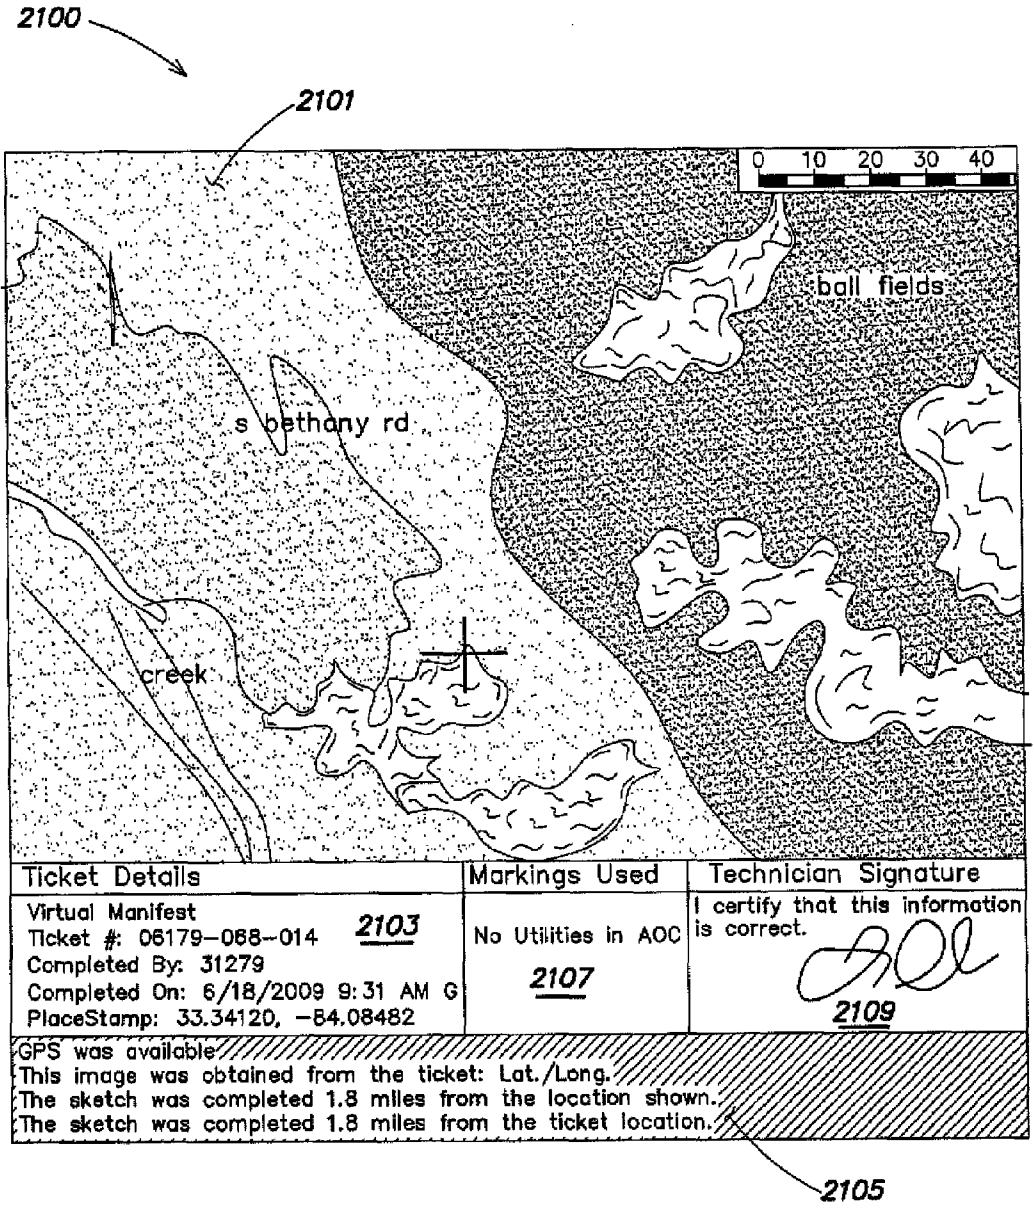 2100
2101
0 10 20 30 40
ball fields
s bethany rd
creek
Ticket Details
Virtual Manifest
Ticket #: 06179-068-014 2103
Completed By: 31279
Completed On: 6/18/2009 9:31 AM G
PlaceStamp: 33.34120, -84.08482
Markings Used
No Utilities in AOC
2107
Technician Signature
I certify that this information
is correct.
2109
GPS was available
This image was obtained from the ticket: Lat./Long.
The sketch was completed 1.8 miles from the location shown.
The sketch was completed 1.8 miles from the ticket location.
2105